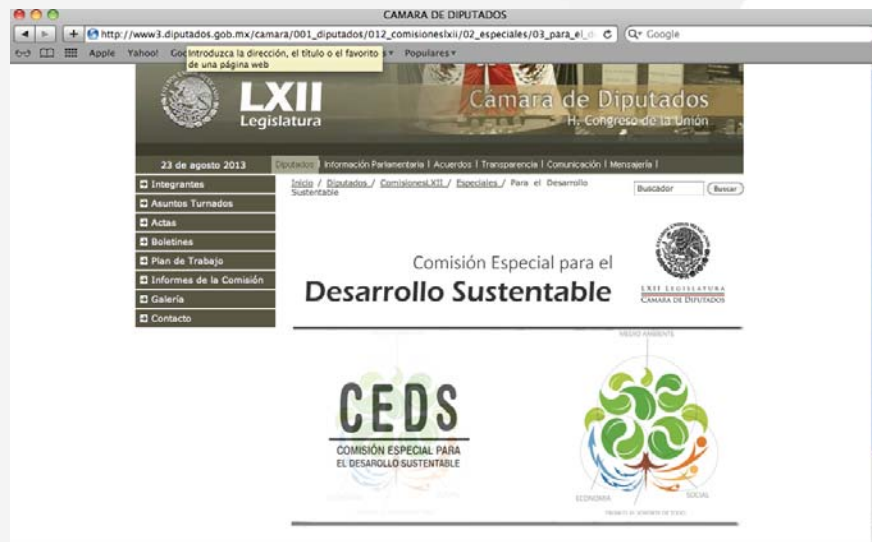 CAMARA DE DIPUTADOS
http://www3.diputados.gob.mx/camara/001_diputados/012_comisioneslxii/02_especiales/03_para_el_d
Google
Apple Yahoo! Populares
Introduzca la dirección, el título o el favorito
de una página web
LXII
Legislatura
Cámara de Diputados
H. Congreso de la Unión
23 de agosto 2013
Diputados | Información Parlamentaria | Acuerdos | Transparencia | Comunicación | Mensajería |
Integrantes
Asuntos Turnados
Actas
Boletines
Plan de Trabajo
Informes de la Comisión
Galería
Contacto
Inicio / Diputados / ComisionesLXII / Especiales / Para el Desarrollo
Sustentable
Buscador
Buscar
Comisión Especial para el
Desarrollo Sustentable
LXII LEGISLATURA
CÁMARA DE DIPUTADOS
CEDS
COMISIÓN ESPECIAL PARA
EL DESAROLLO SUSTENTABLE
MEDIO AMBIENTE
ECONOMIA
SOCIAL